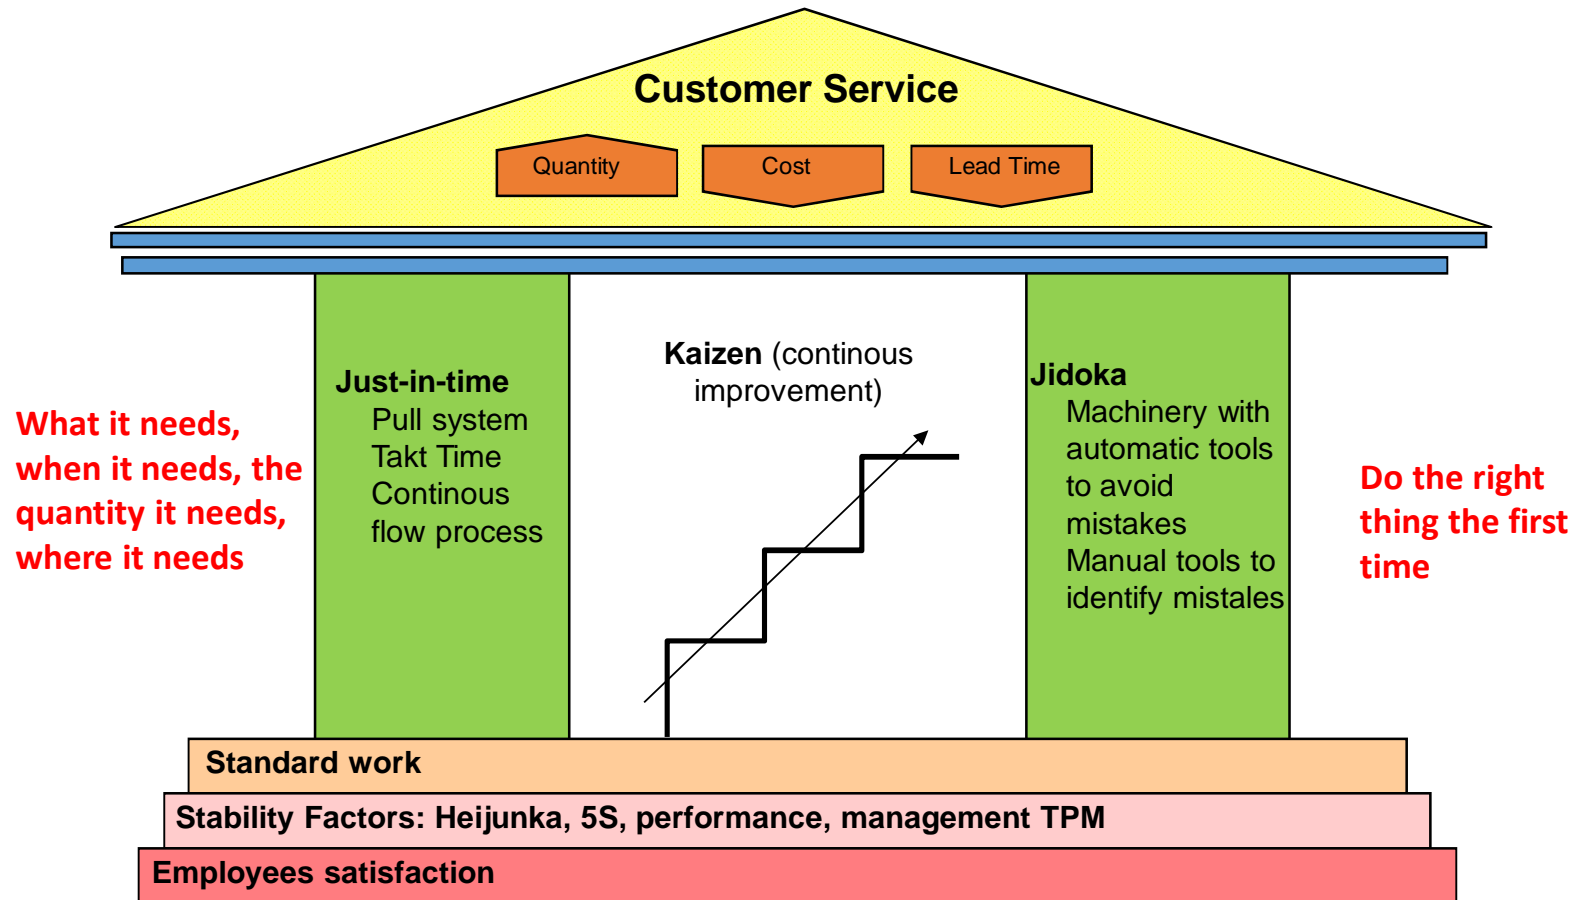 Customer Service
Quantity
Cost
Lead Time
What it needs,
when it needs, the
quantity it needs,
where it needs
Just-in-time
Pull system
Takt Time
Continous
flow process
Kaizen (continous
improvement)
Jidoka
Machinery with
automatic tools
to avoid
mistakes
Manual tools to
identify mistales
Do the right
thing the first
time
Standard work
Stability Factors: Heijunka, 5S, performance, management TPM
Employees satisfaction